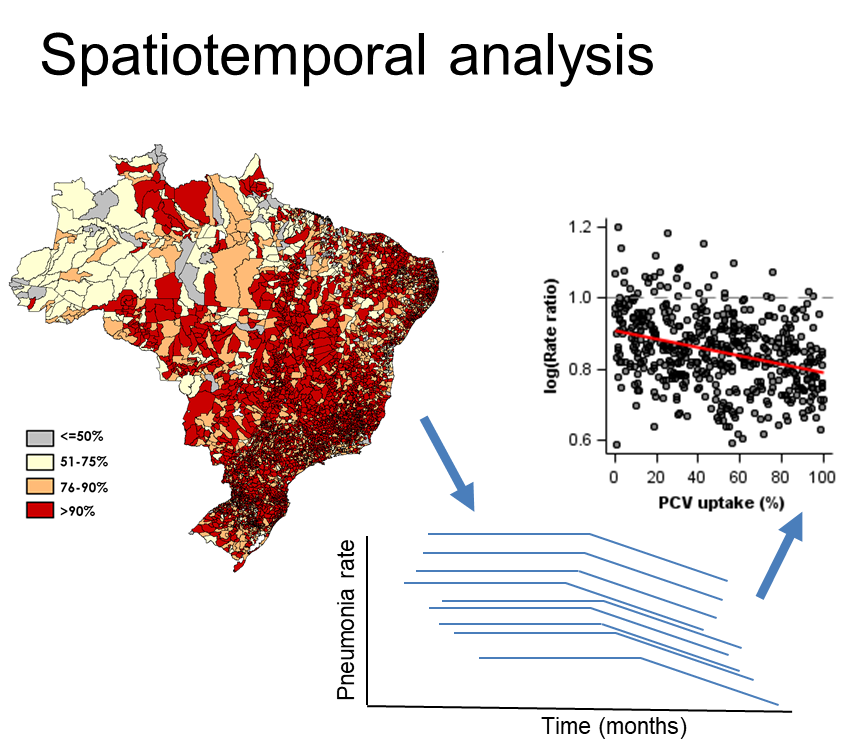 Spatiotemporal analysis
<=50%
51-75%
76-90%
>90%
log(Rate ratio)
1.2
1.0
0.8
0.6
0 20 40 60 80 100
PCV uptake (%)
Pneumonia rate
Time (months)